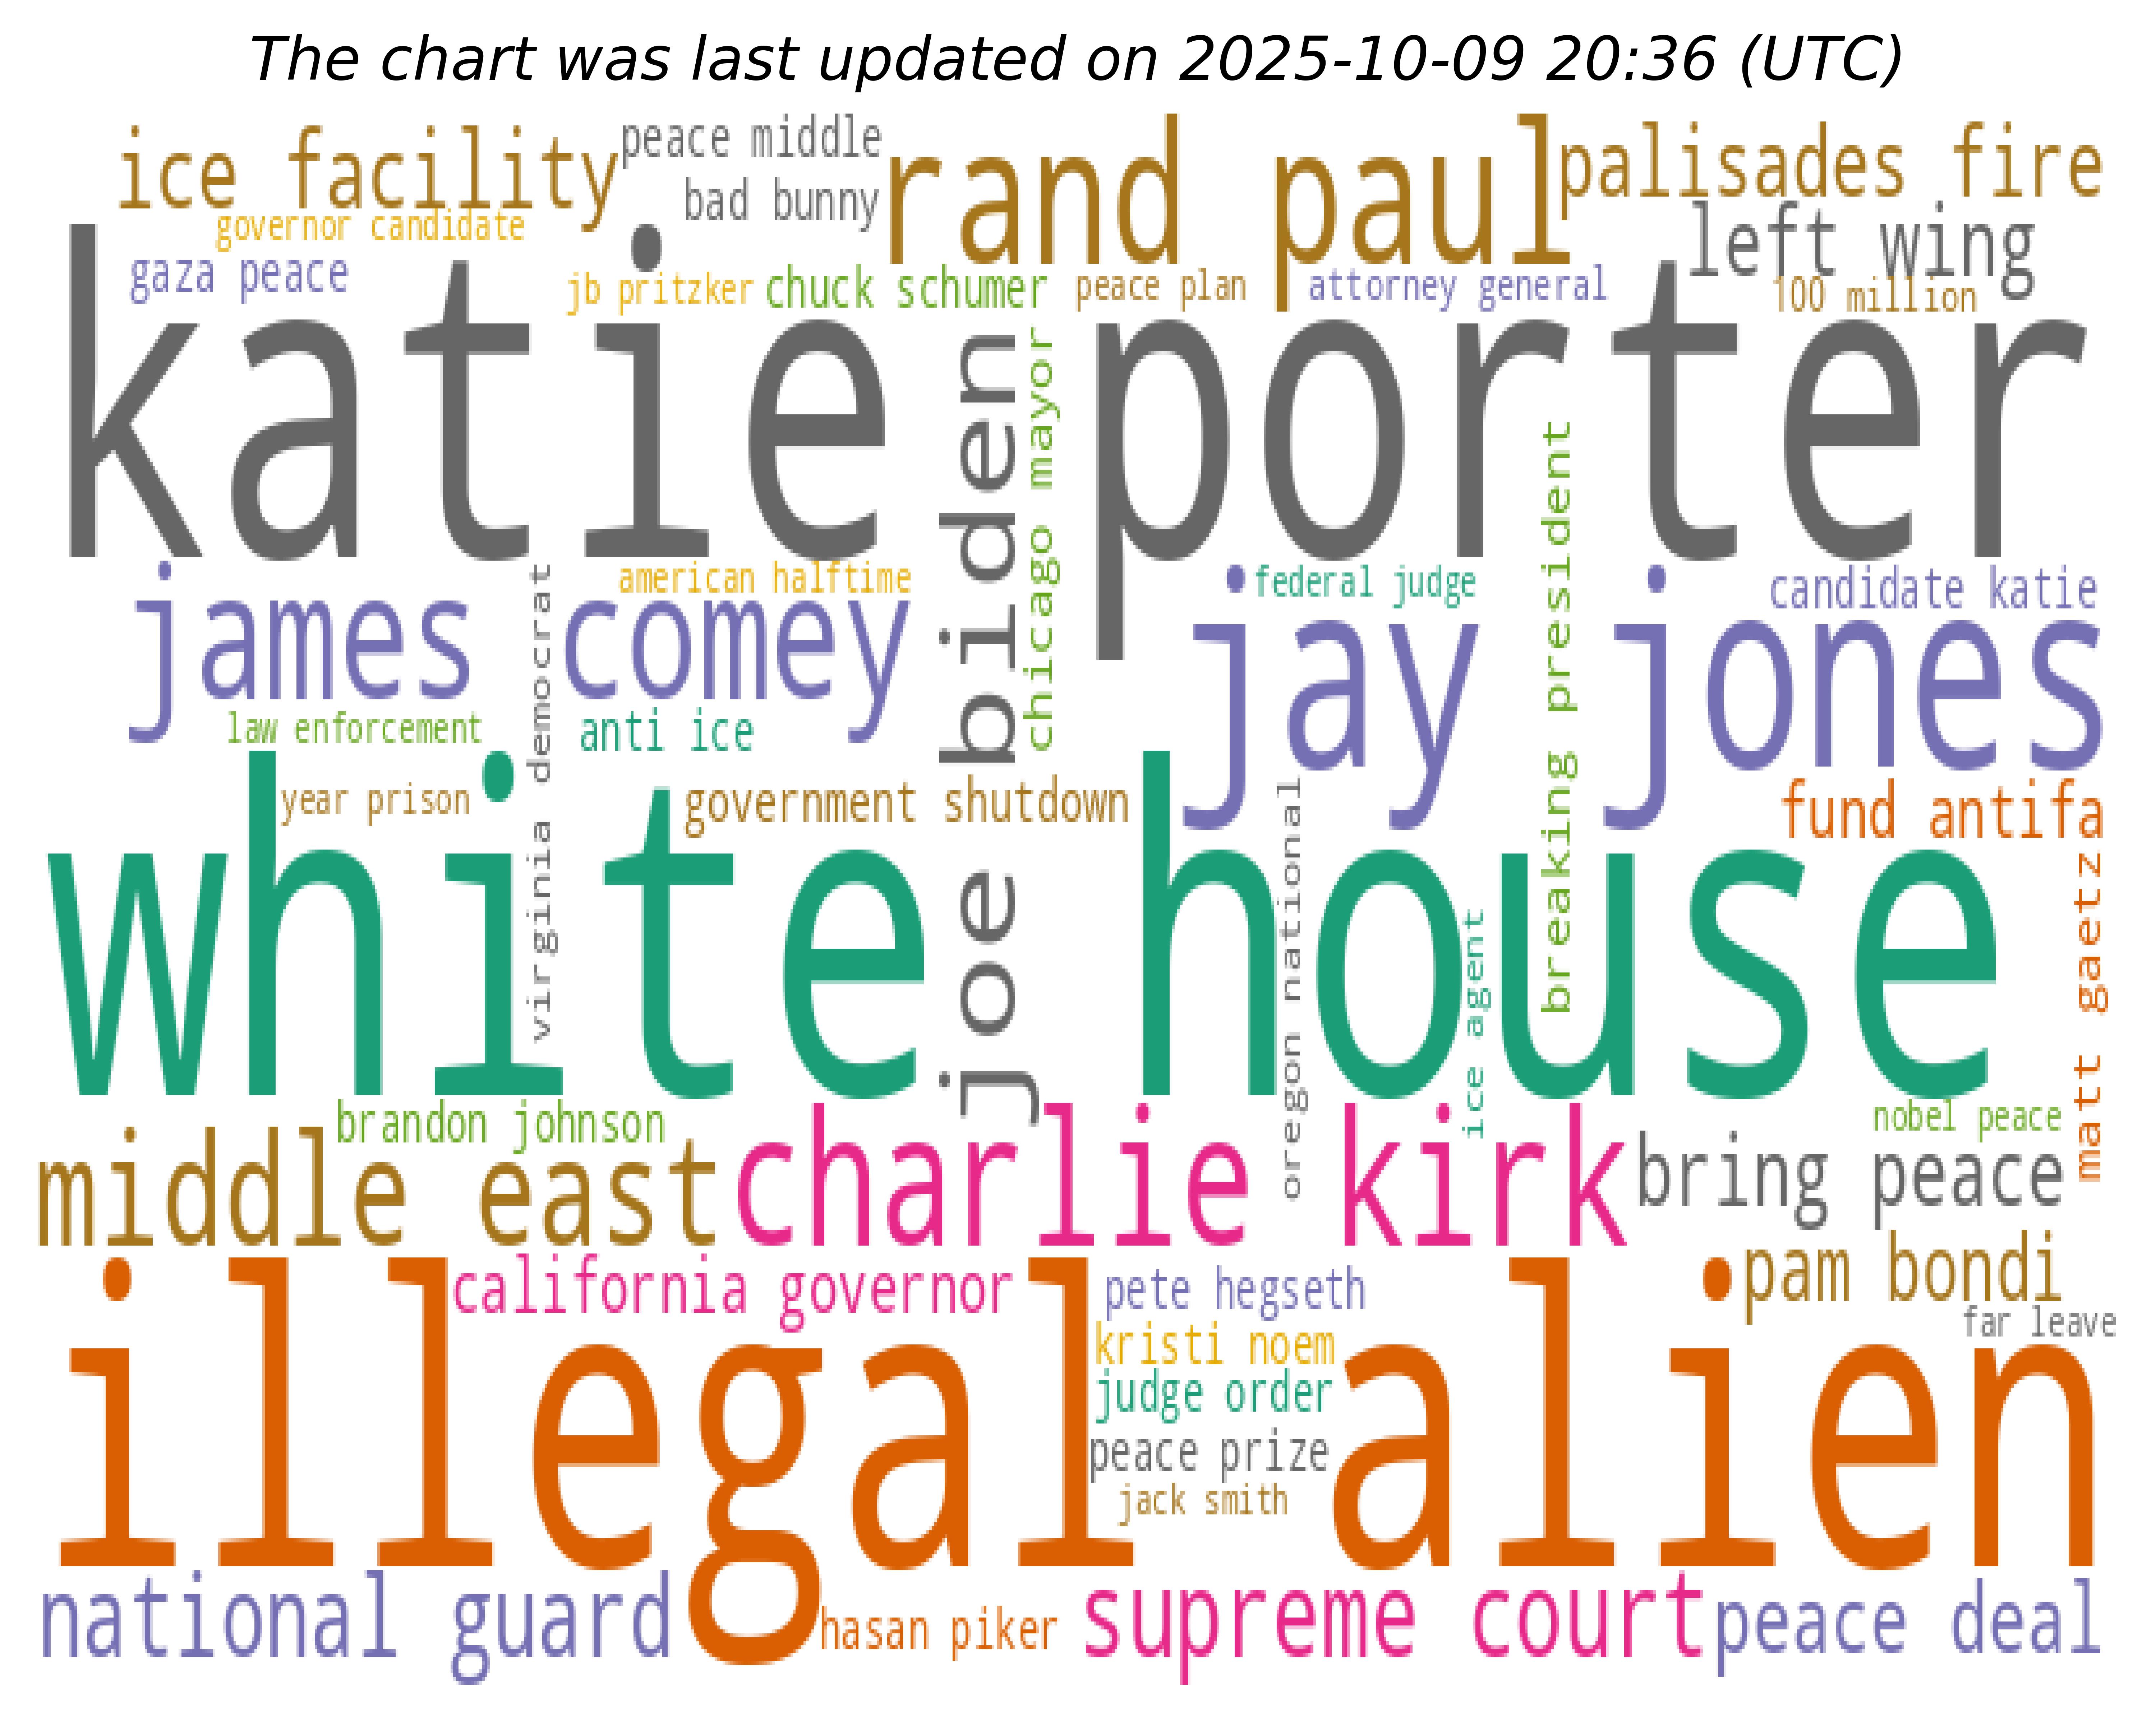 The chart was last updated on 2025-10-09 20:36 (UTC)
ice facility
peace middle
rand paul
palisades fire
bad bunny
governor candidate
left wing
gaza peace
jb pritzker
chuck schumer
peace plan
attorney general
100 million
katie porter
joe biden
chicago mayor
breaking president
american halftime
federal judge
candidate katie
james comey
virginia democrat
jay jones
law enforcement
anti ice
year prison
government shutdown
oregon national
fund antifa
white house
ice agent
matt gaetz
brandon johnson
nobel peace
middle east
charlie kirk
bring peace
california governor
pete hegseth
pam bondi
far leave
kristi noem
judge order
illegal alien
peace prize
jack smith
national guard
hasan piker
supreme court
peace deal